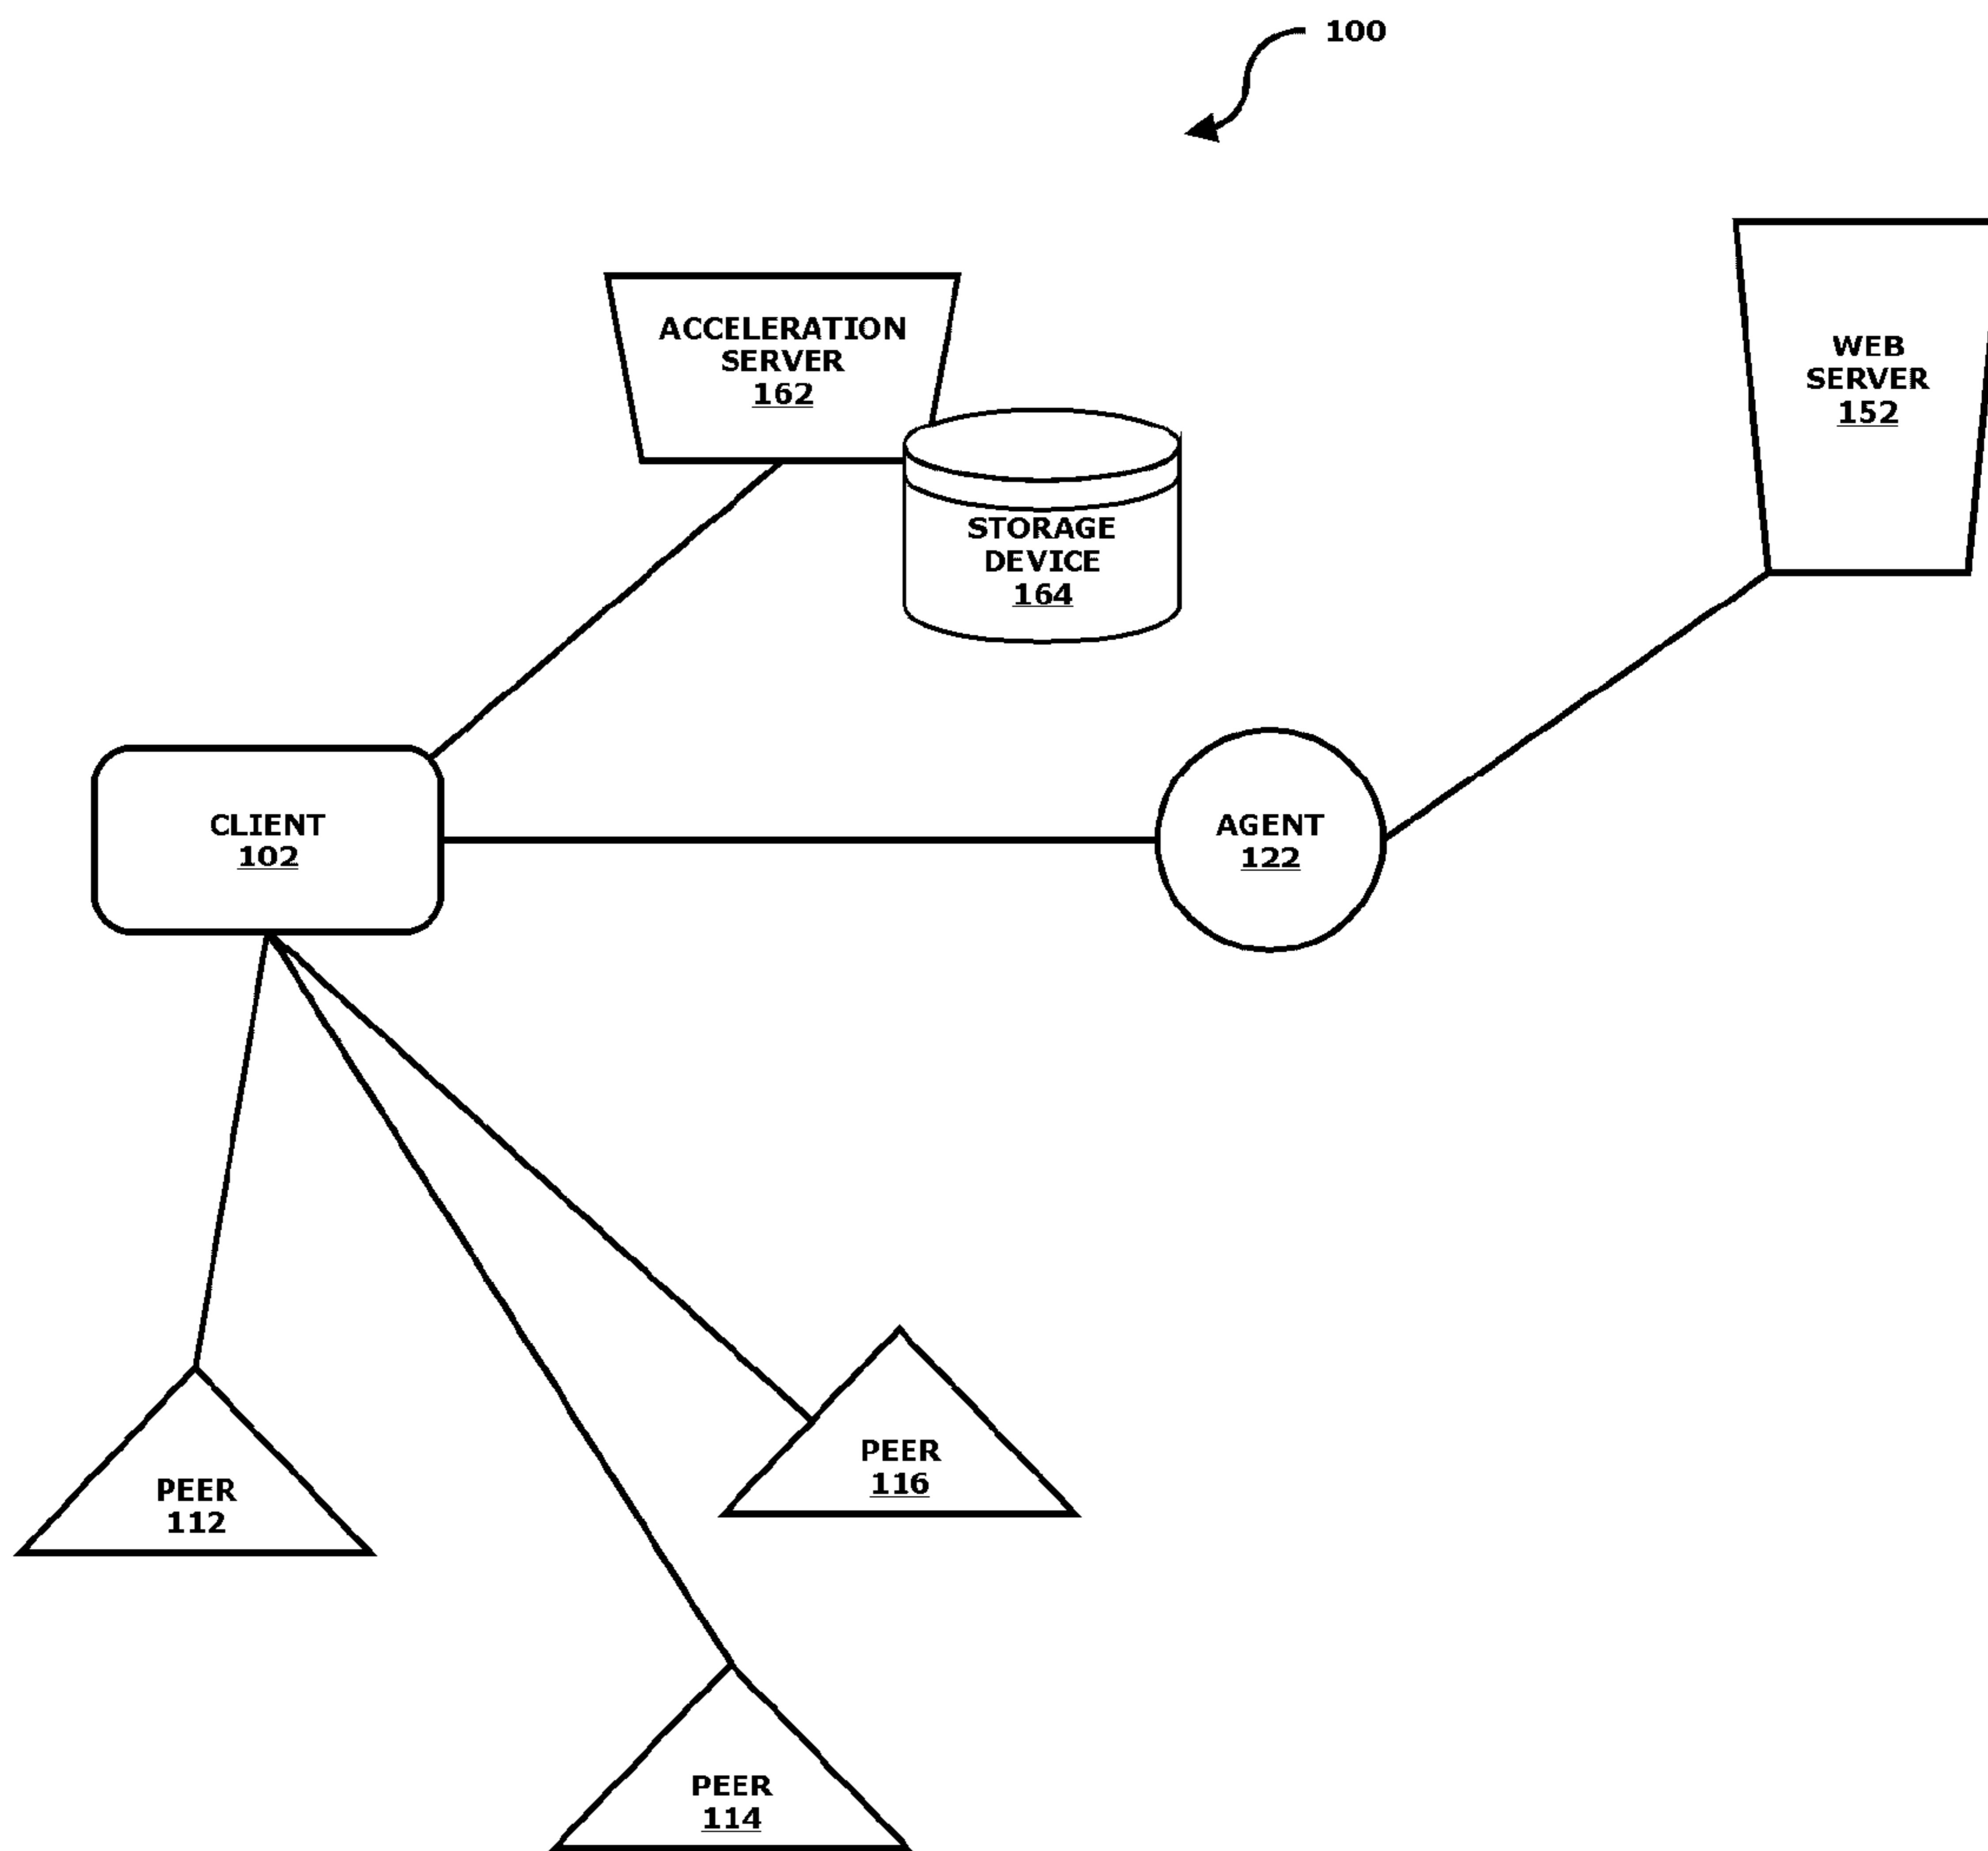 100
ACCELERATION
SERVER
162
WEB
SERVER
152
STORAGE
DEVICE
164
CLIENT
102
AGENT
122
PEER
116
PEER
112
PEER
114